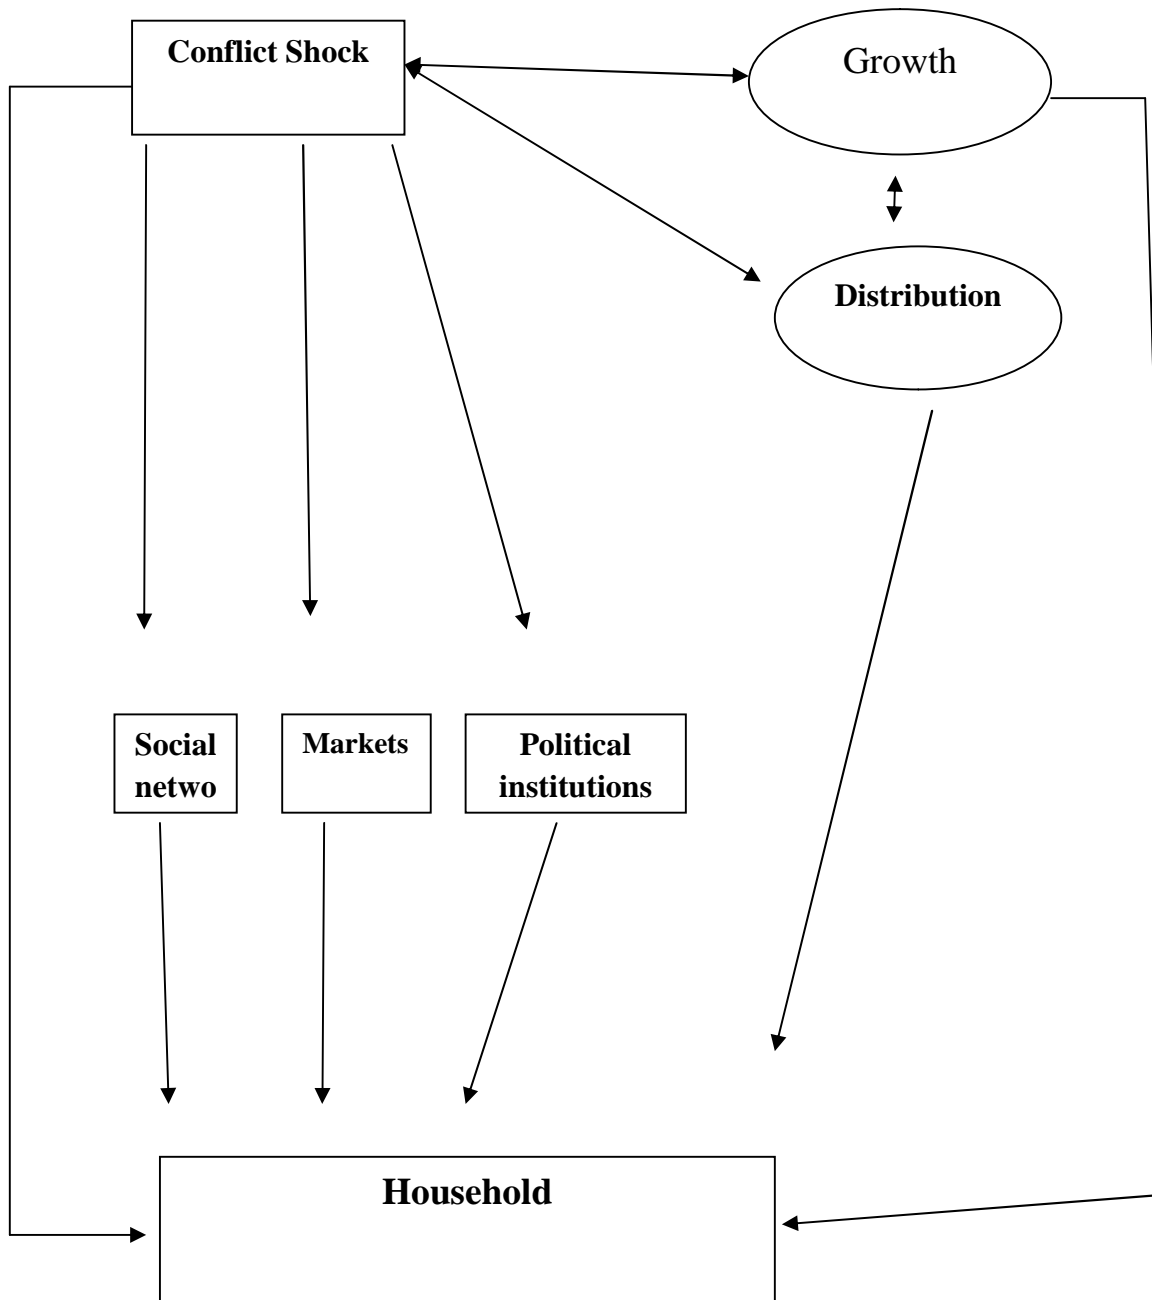 Conflict Shock
Growth
Distribution
Social
netwo
Markets
Political
institutions
Household